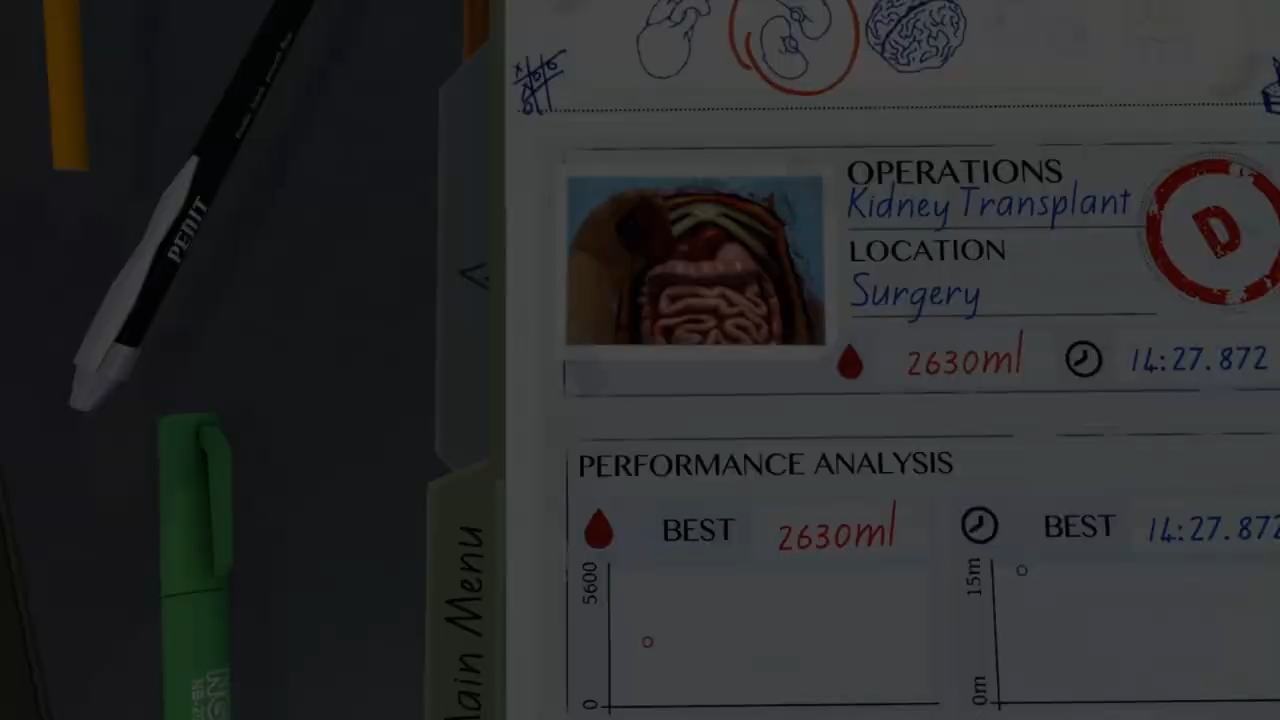 OPERATIONS
Kidney Transplant
D
LOCATION
Surgery
2630ml
14:27.872
PERFORMANCE ANALYSIS
BEST
2630ml
BEST
14:27.872
5600
0
15m
0m
PENIT
Main Menu